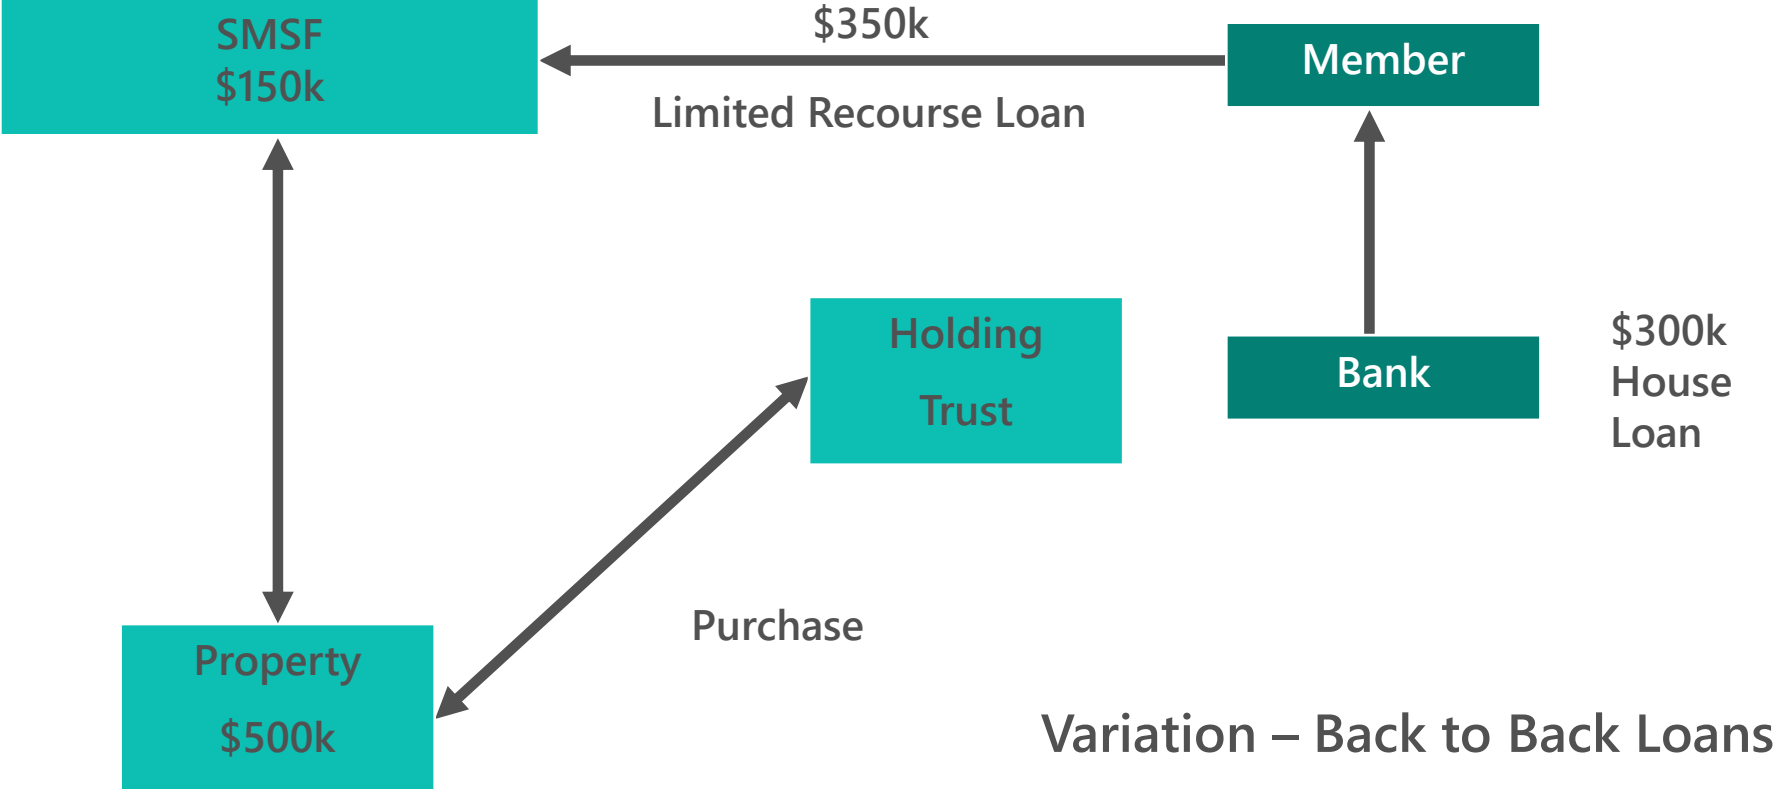 SMSF
$150k
$350k
Limited Recourse Loan
Member
Holding
Trust
Bank
$300k
House
Loan
Purchase
Property
$500k
Variation – Back to Back Loans